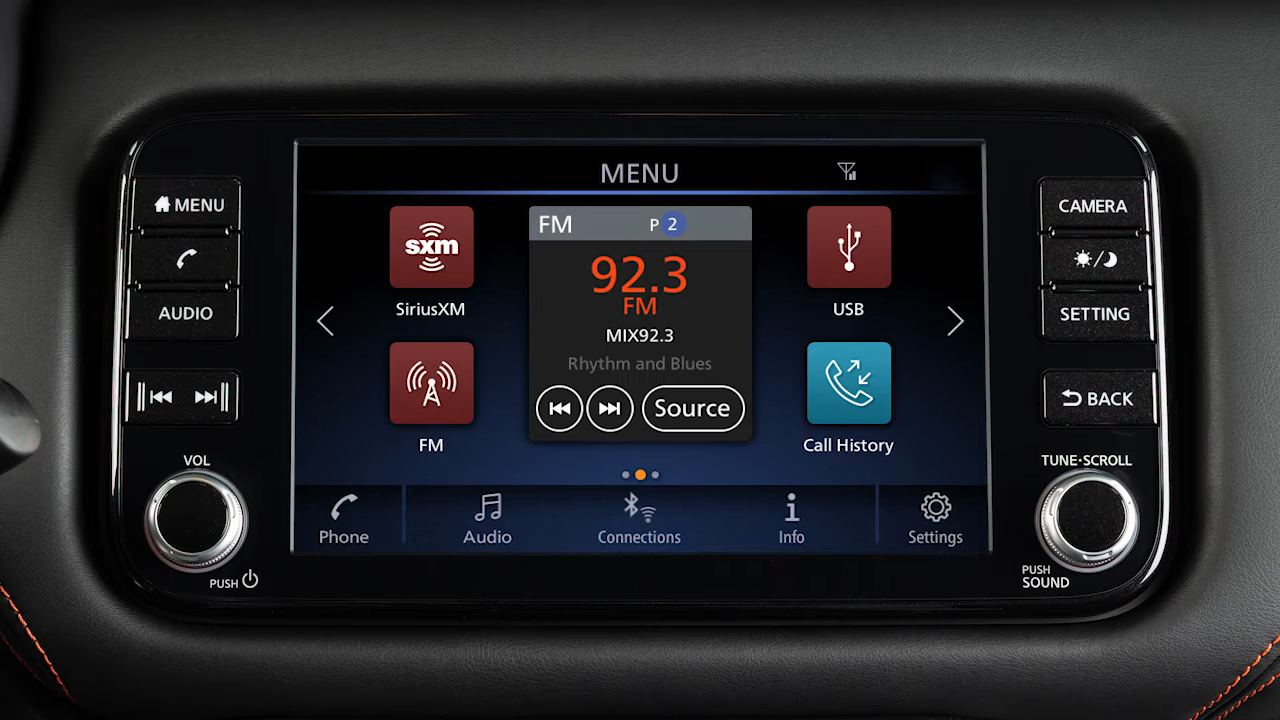 MENU
MENU
AUDIO
VOL
PUSH
sxm
SiriusXM
FM
FM P 2
92.3
FM
MIX92.3
Rhythm and Blues
Source
USB
Call History
Phone
Audio
Connections
Info
Settings
CAMERA
SETTING
BACK
TUNE·SCROLL
PUSH
SOUND